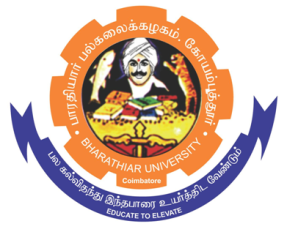 பாரதியார் பல்கலைக்கழகம், கோயம்புத்தூர்
BHARATHIAR UNIVERSITY
Coimbatore
பல கல்விதந்து இந்தபாரை உயர்த்திட வேண்டும்
EDUCATE TO ELEVATE